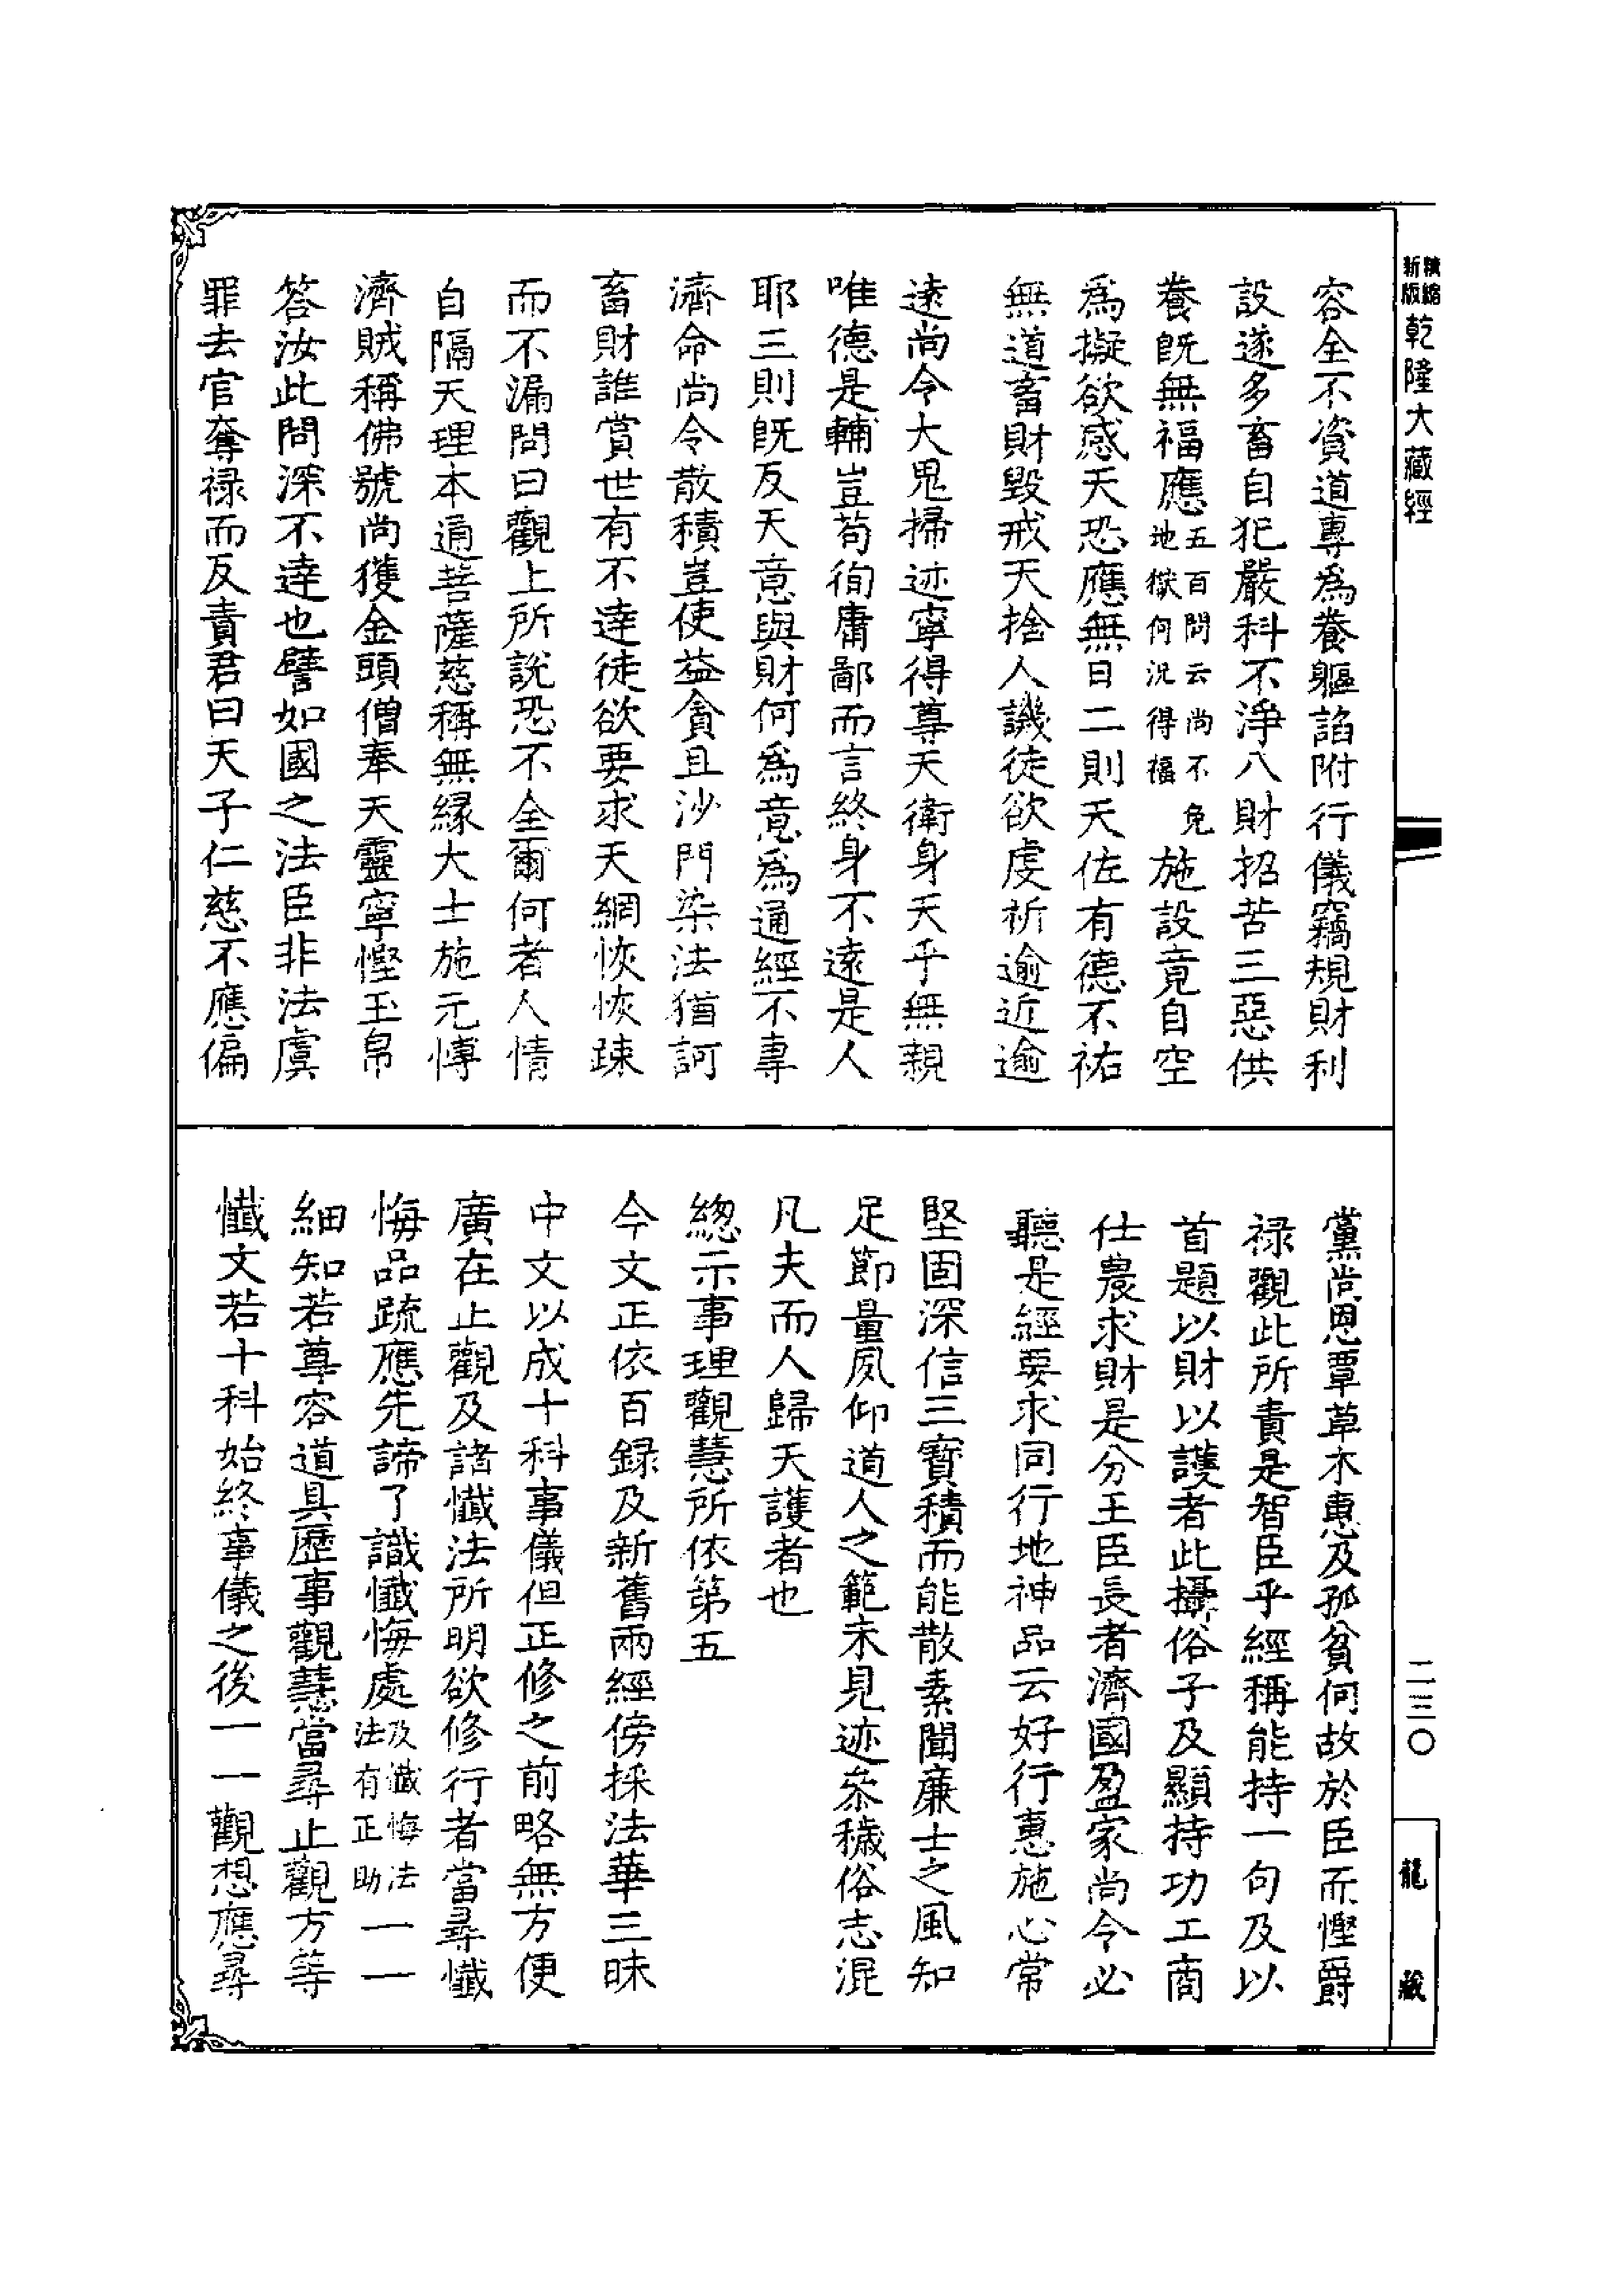 精縮
新版
乾隆大藏經
容全不資道專為養軀諂附行儀竊規財利
設遂多畜自犯嚴科不淨八財招苦三惡供
養旣無福應五百問云尚不免地獄何況得福施設竟自空
為擬欲感天恐應無日二則天佐有德不祐
無道畜財毀戒天捨人譏徒欲虔祈逾近逾
遠尚令大鬼掃迹寧得尊天衛身天乎無親
唯德是輔豈苟徇庸鄙而言終身不遠是人
耶三則旣反天意與財何為意為通經不專
濟命尚令散積豈使益貪且沙門染法猶訶
畜財誰賞世有不達徒欲要求天網恢恢踈
而不漏問曰觀上所說恐不全爾何者人情
自隔天理本通菩薩慈稱無緣大士施元博
濟賊稱佛號尚獲金頭僧奉天靈寧慳玉帛
答汝此問深不達也譬如國之法臣非法虞
罪去官奪祿而反責君曰天子仁慈不應偏
黨尚恩覃草木惠及孤貧何故於臣而慳爵
祿觀此所責是智臣乎經稱能持一句及以
首題以財以護者此攝俗子及顯持功工商
仕農求財是分王臣長者濟國盈家尚令必
聽是經要求同行地神品云好行惠施心常
堅固深信三寶積而能散素聞廉士之風知
足節量夙仰道人之範未見迹叅穢俗志混
凡夫而人歸天護者也
總示事理觀慧所依第五
今文正依百錄及新舊兩經傍採法華三昧
中文以成十科事儀但正修之前略無方便
廣在止觀及諸懺法所明欲修行者當尋懺
悔品疏應先諦了識懺悔處及懺悔法法有正助一一
細知若尊容道具歷事觀慧當尋止觀方等
懺文若十科始終事儀之後一一觀想應尋
二三〇
龍藏